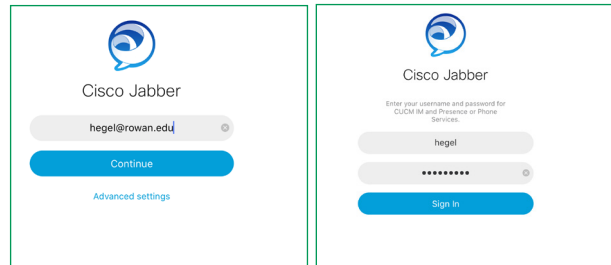 Cisco Jabber
hegel@rowan.edu
Continue
Advanced settings
Cisco Jabber
Enter your username and password for
CUCM IM and Presence or Phone
Services.
hegel
●●●●●●●●●
Sign In